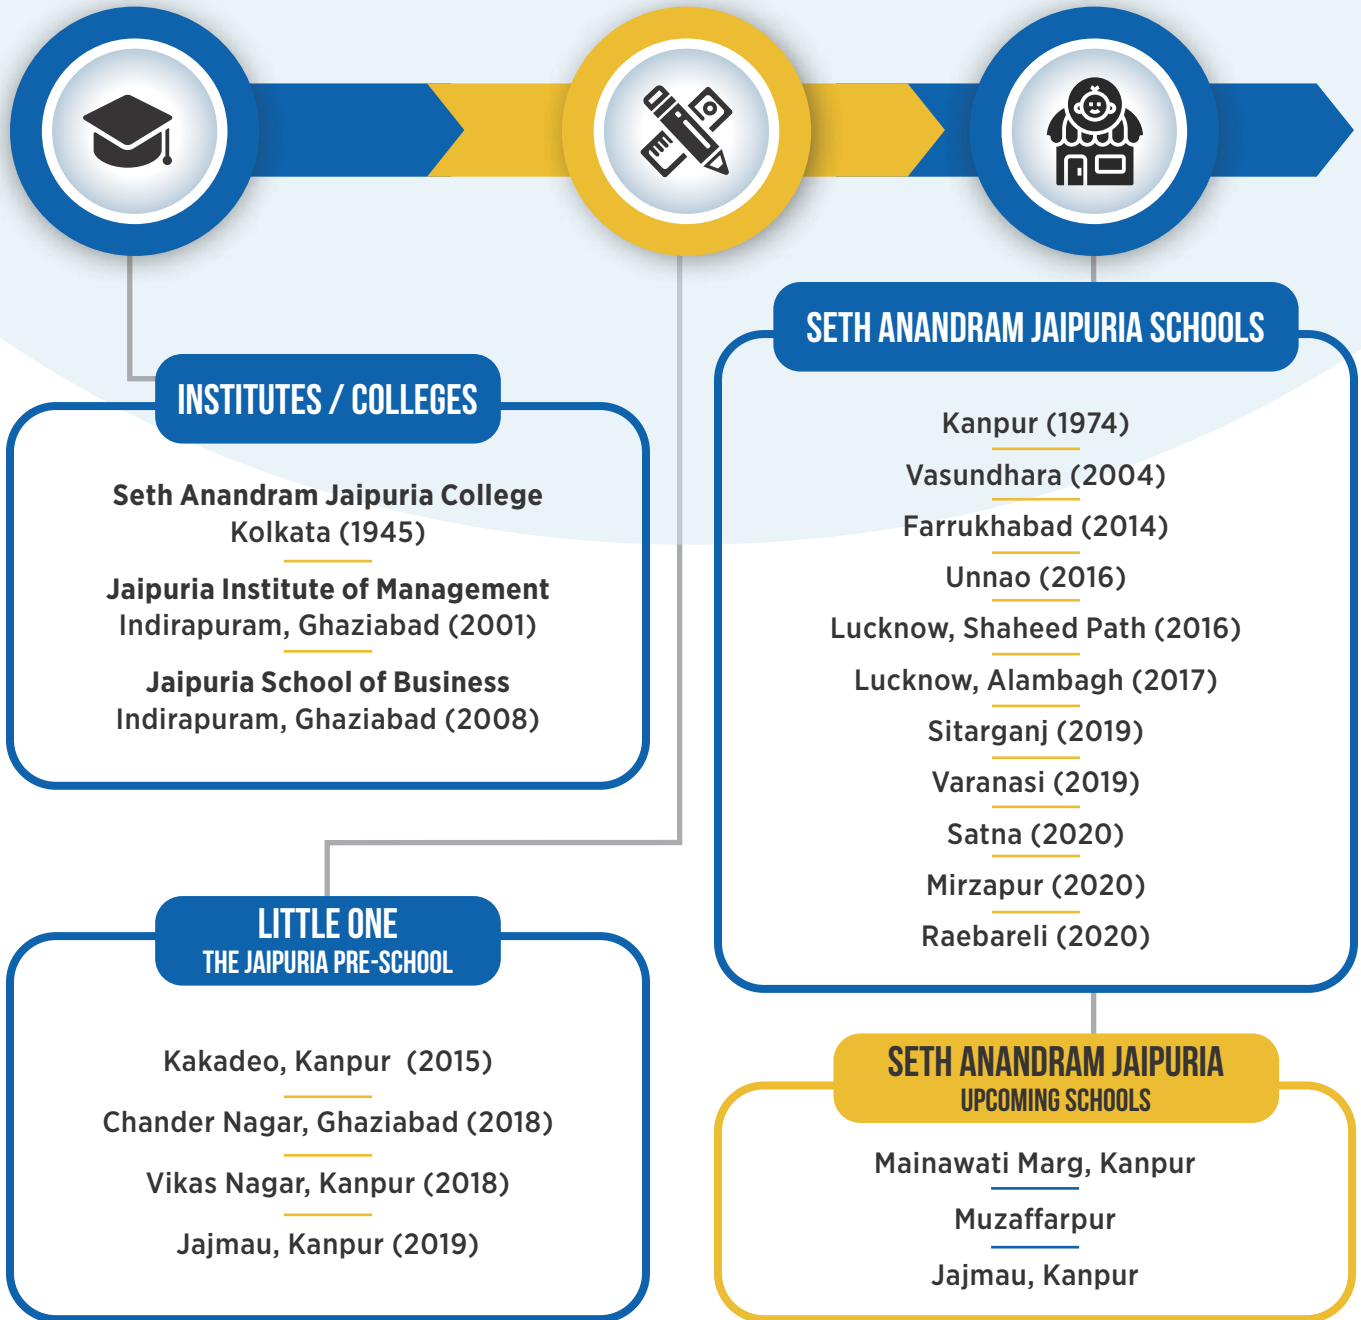 INSTITUTES / COLLEGES
Seth Anandram Jaipuria College
Kolkata (1945)
Jaipuria Institute of Management
Indirapuram, Ghaziabad (2001)
Jaipuria School of Business
Indirapuram, Ghaziabad (2008)
LITTLE ONE
THE JAIPURIA PRE-SCHOOL
Kakadeo, Kanpur (2015)
Chander Nagar, Ghaziabad (2018)
Vikas Nagar, Kanpur (2018)
Jajmau, Kanpur (2019)
SETH ANANDRAM JAIPURIA SCHOOLS
Kanpur (1974)
Vasundhara (2004)
Farrukhabad (2014)
Unnao (2016)
Lucknow, Shaheed Path (2016)
Lucknow, Alambagh (2017)
Sitarganj (2019)
Varanasi (2019)
Satna (2020)
Mirzapur (2020)
Raebareli (2020)
SETH ANANDRAM JAIPURIA
UPCOMING SCHOOLS
Mainawati Marg, Kanpur
Muzaffarpur
Jajmau, Kanpur